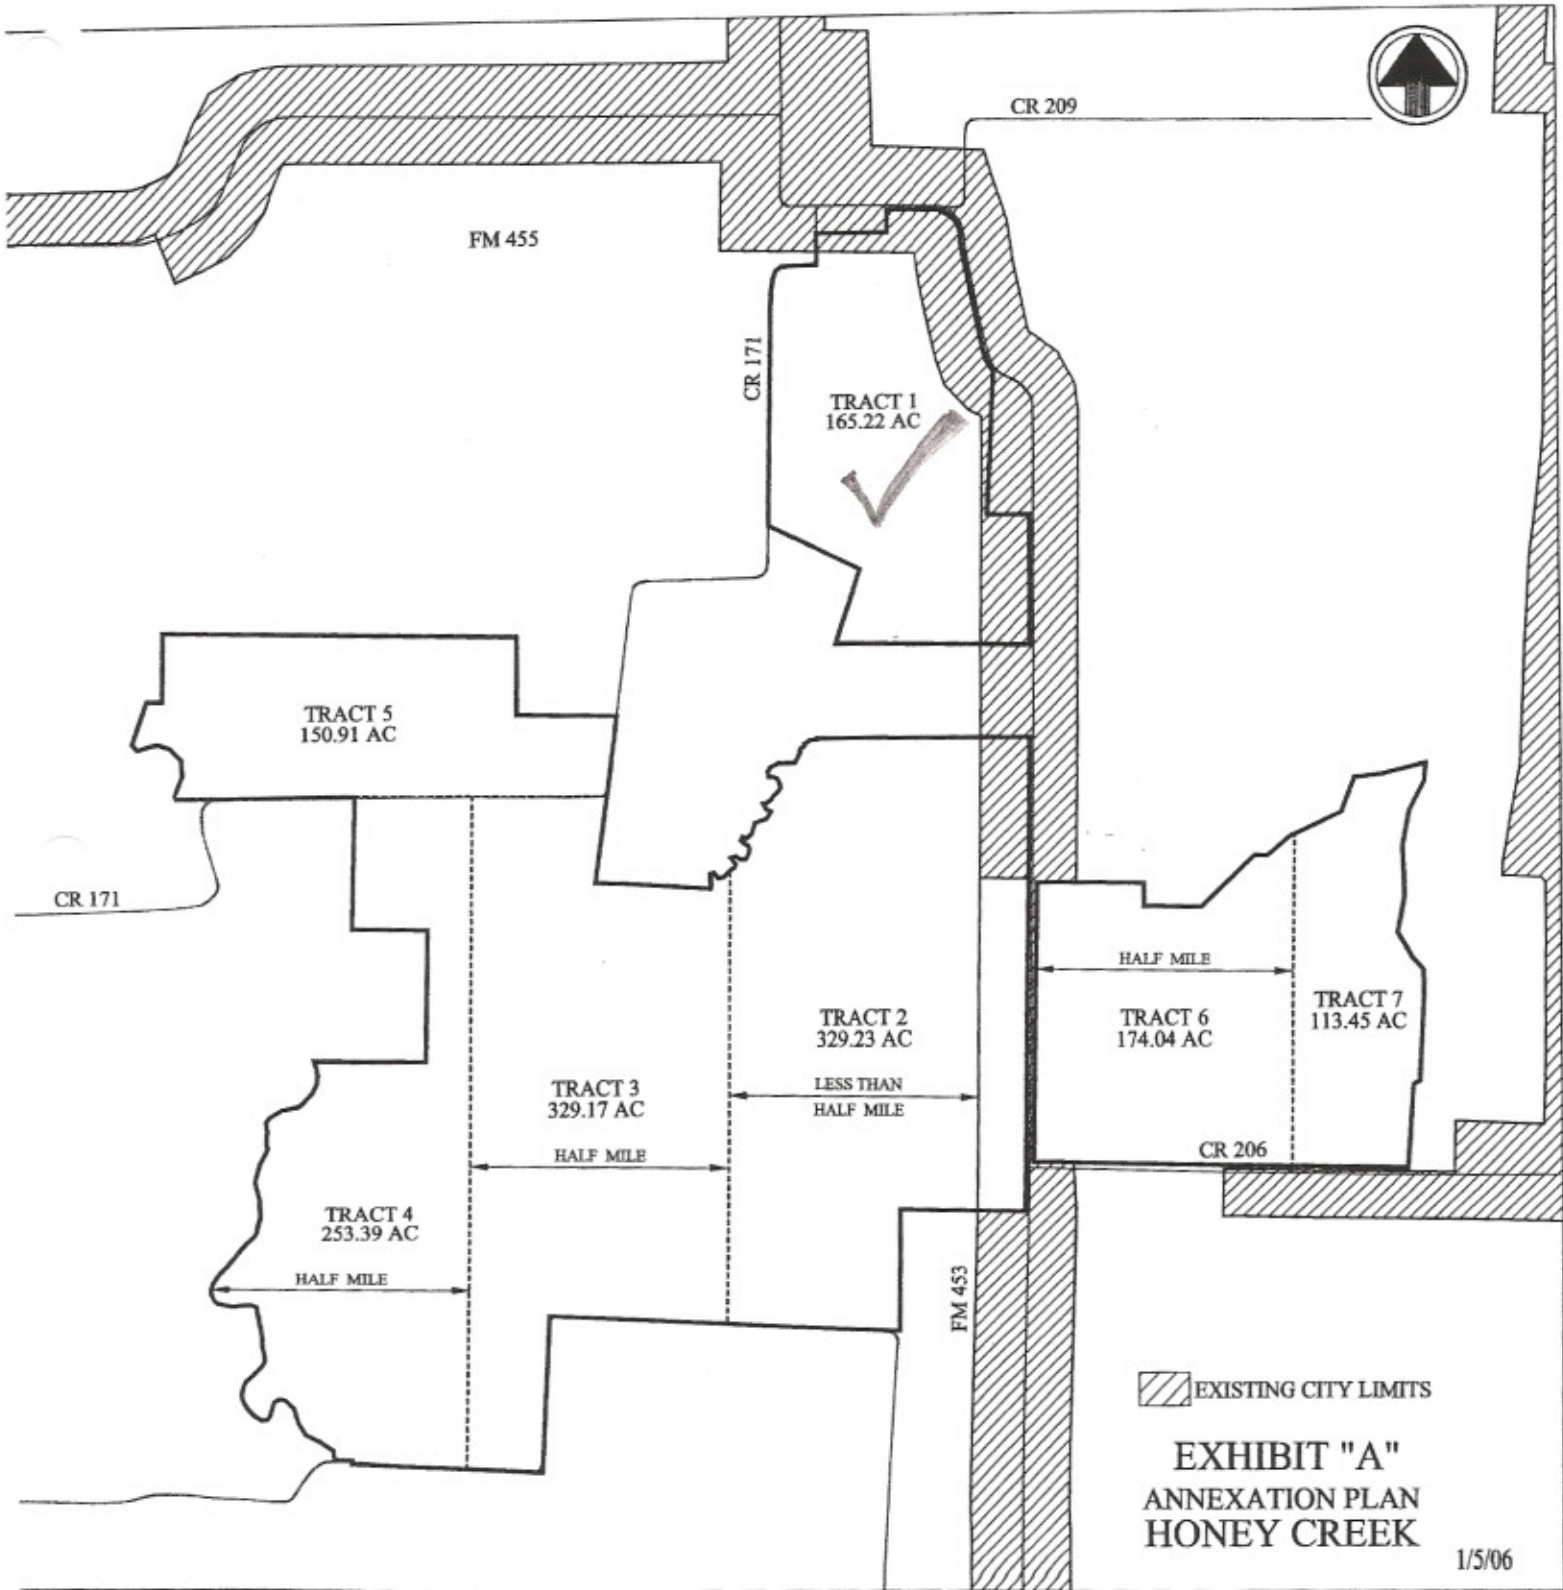 CR 209
FM 455
CR 171
TRACT 1
165.22 AC
TRACT 5
150.91 AC
CR 171
HALF MILE
TRACT 7
113.45 AC
TRACT 2
329.23 AC
TRACT 6
174.04 AC
TRACT 3
329.17 AC
LESS THAN
HALF MILE
HALF MILE
CR 206
TRACT 4
253.39 AC
HALF MILE
FM 453
EXISTING CITY LIMITS
EXHIBIT "A"
ANNEXATION PLAN
HONEY CREEK
1/5/06